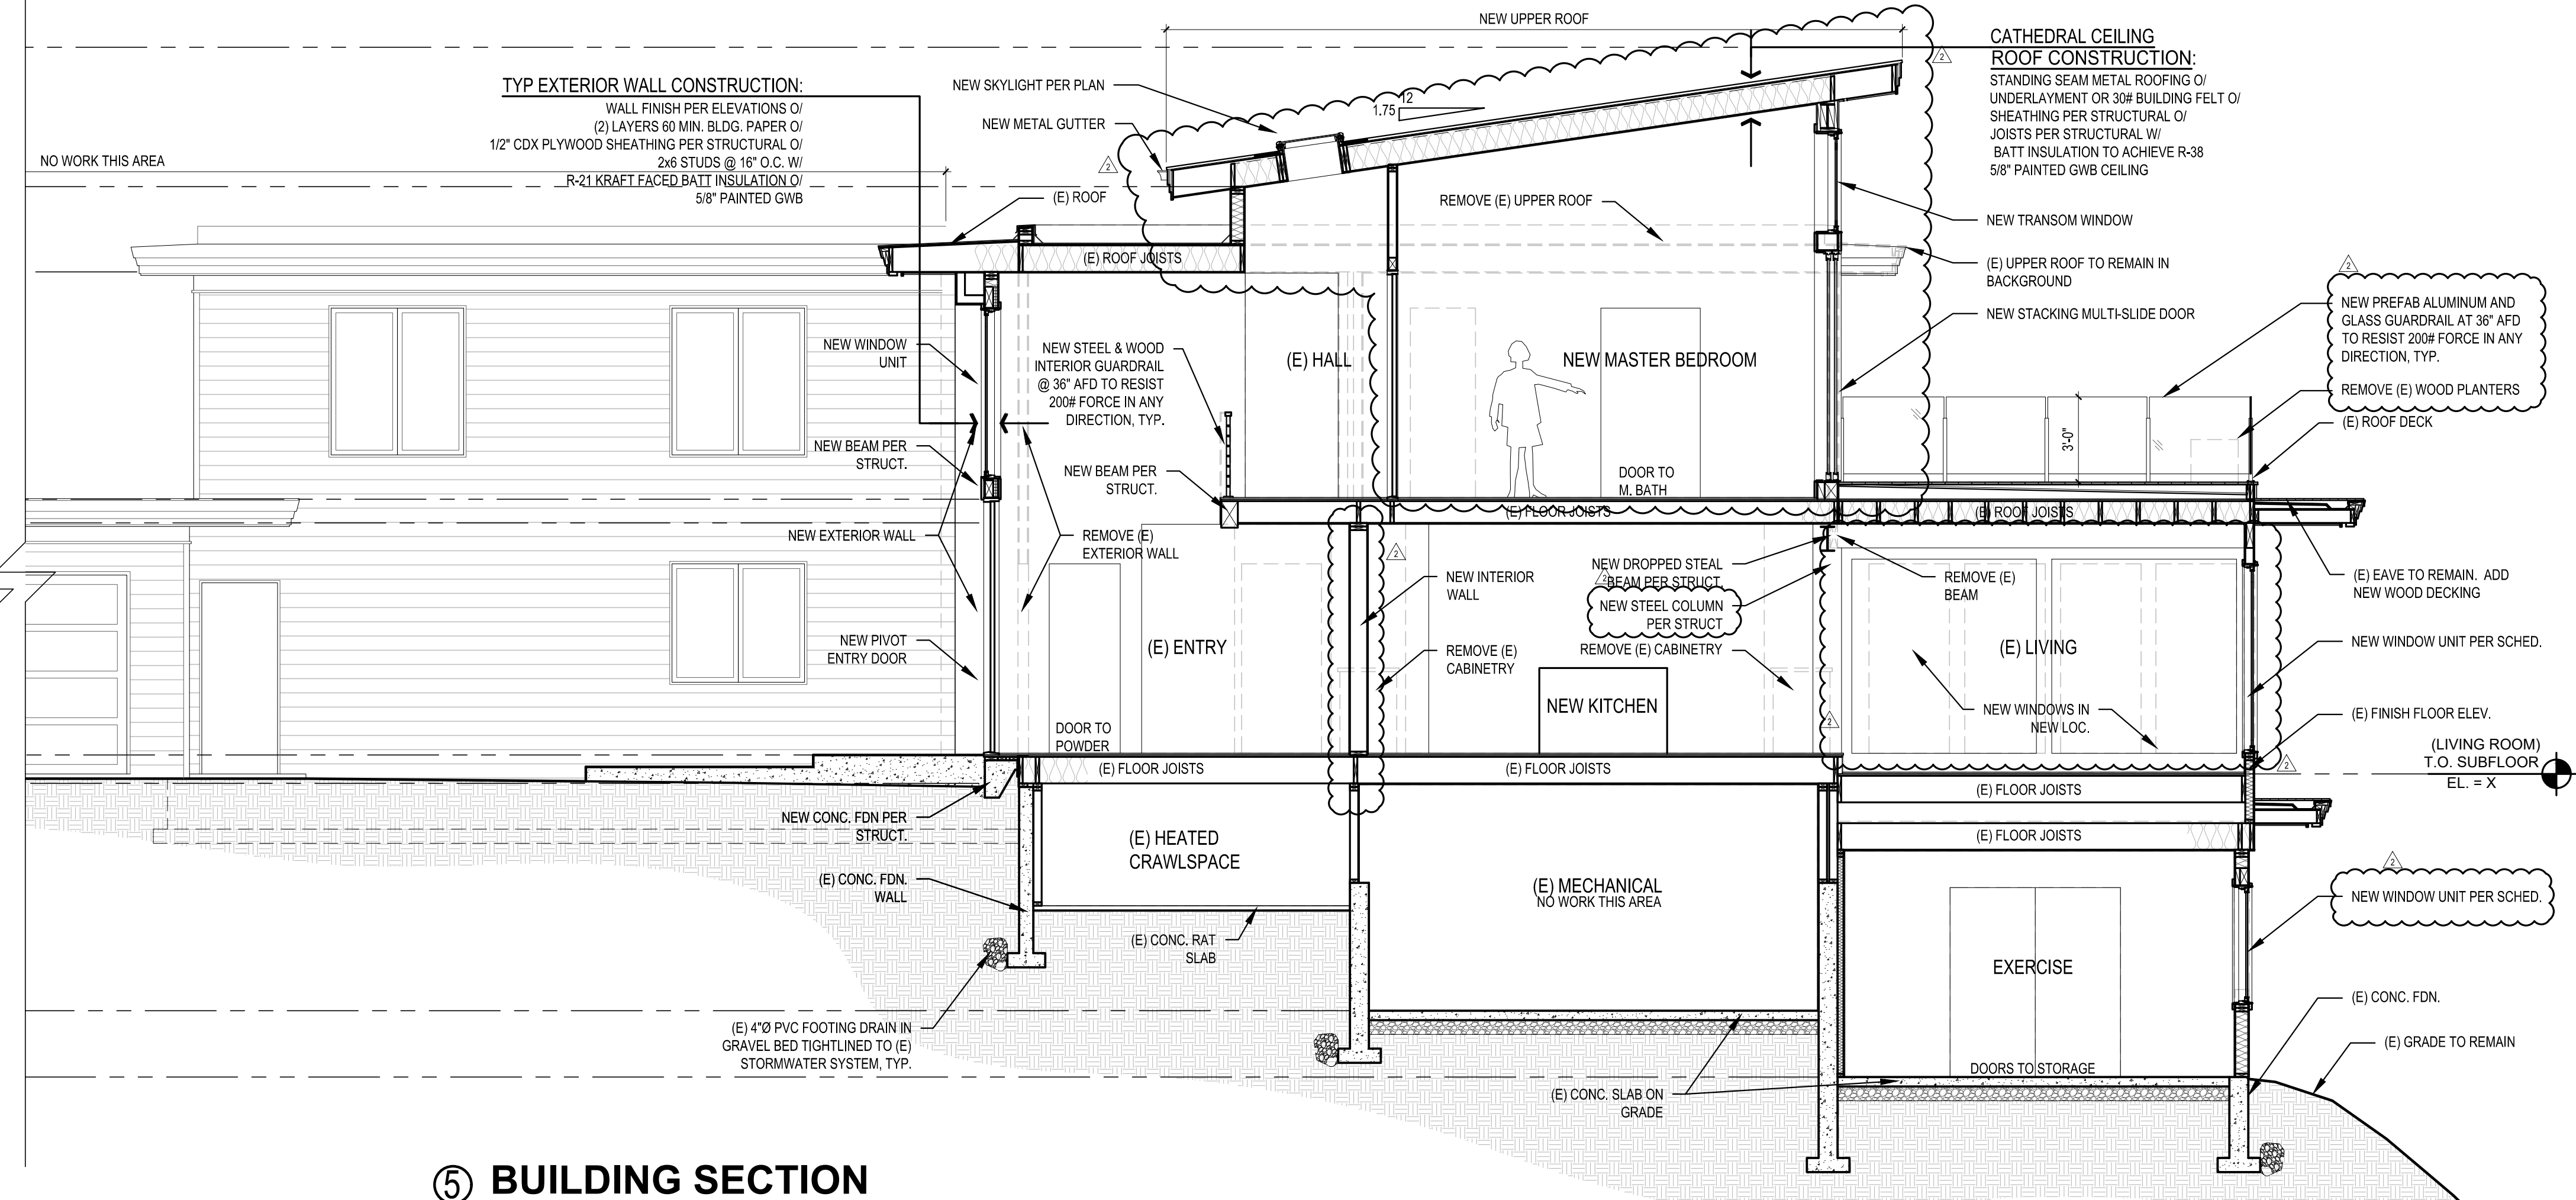 NEW UPPER ROOF
CATHEDRAL CEILING
ROOF CONSTRUCTION:
STANDING SEAM METAL ROOFING O/
UNDERLAYMENT OR 30# BUILDING FELT O/
SHEATHING PER STRUCTURAL O/
JOISTS PER STRUCTURAL W/
BATT INSULATION TO ACHIEVE R-38
5/8" PAINTED GWB CEILING
2
TYP EXTERIOR WALL CONSTRUCTION:
WALL FINISH PER ELEVATIONS O/
(2) LAYERS 60 MIN. BLDG. PAPER O/
1/2" CDX PLYWOOD SHEATHING PER STRUCTURAL O/
2x6 STUDS @ 16" O.C. W/
R-21 KRAFT FACED BATT INSULATION O/
5/8" PAINTED GWB
NO WORK THIS AREA
NEW SKYLIGHT PER PLAN
NEW METAL GUTTER
2
12
1.75
(E) ROOF
REMOVE (E) UPPER ROOF
NEW TRANSOM WINDOW
(E) ROOF JOISTS
(E) UPPER ROOF TO REMAIN IN
BACKGROUND
NEW STACKING MULTI-SLIDE DOOR
2
NEW PREFAB ALUMINUM AND
GLASS GUARDRAIL AT 36" AFD
TO RESIST 200# FORCE IN ANY
DIRECTION, TYP.
REMOVE (E) WOOD PLANTERS
(E) ROOF DECK
NEW WINDOW
UNIT
NEW STEEL & WOOD
INTERIOR GUARDRAIL
@ 36" AFD TO RESIST
200# FORCE IN ANY
DIRECTION, TYP.
(E) HALL
NEW MASTER BEDROOM
3'-0"
NEW BEAM PER
STRUCT.
NEW BEAM PER
STRUCT.
DOOR TO
M. BATH
(E) FLOOR JOISTS
(E) ROOF JOISTS
NEW EXTERIOR WALL
REMOVE (E)
EXTERIOR WALL
2
NEW INTERIOR
WALL
NEW DROPPED STEAL
BEAM PER STRUCT.
2
NEW STEEL COLUMN
PER STRUCT
REMOVE (E)
BEAM
(E) EAVE TO REMAIN. ADD
NEW WOOD DECKING
NEW PIVOT
ENTRY DOOR
(E) ENTRY
REMOVE (E)
CABINETRY
REMOVE (E) CABINETRY
(E) LIVING
NEW WINDOW UNIT PER SCHED.
NEW KITCHEN
NEW WINDOWS IN
NEW LOC.
2
(E) FINISH FLOOR ELEV.
DOOR TO
POWDER
(LIVING ROOM)
T.O. SUBFLOOR
EL. = X
2
(E) FLOOR JOISTS
(E) FLOOR JOISTS
(E) FLOOR JOISTS
(E) FLOOR JOISTS
NEW CONC. FDN PER
STRUCT.
(E) HEATED
CRAWLSPACE
(E) CONC. FDN.
WALL
(E) MECHANICAL
NO WORK THIS AREA
2
NEW WINDOW UNIT PER SCHED.
(E) CONC. RAT
SLAB
EXERCISE
(E) CONC. FDN.
(E) 4"Ø PVC FOOTING DRAIN IN
GRAVEL BED TIGHTLINED TO (E)
STORMWATER SYSTEM, TYP.
(E) GRADE TO REMAIN
DOORS TO STORAGE
(E) CONC. SLAB ON
GRADE
5 BUILDING SECTION